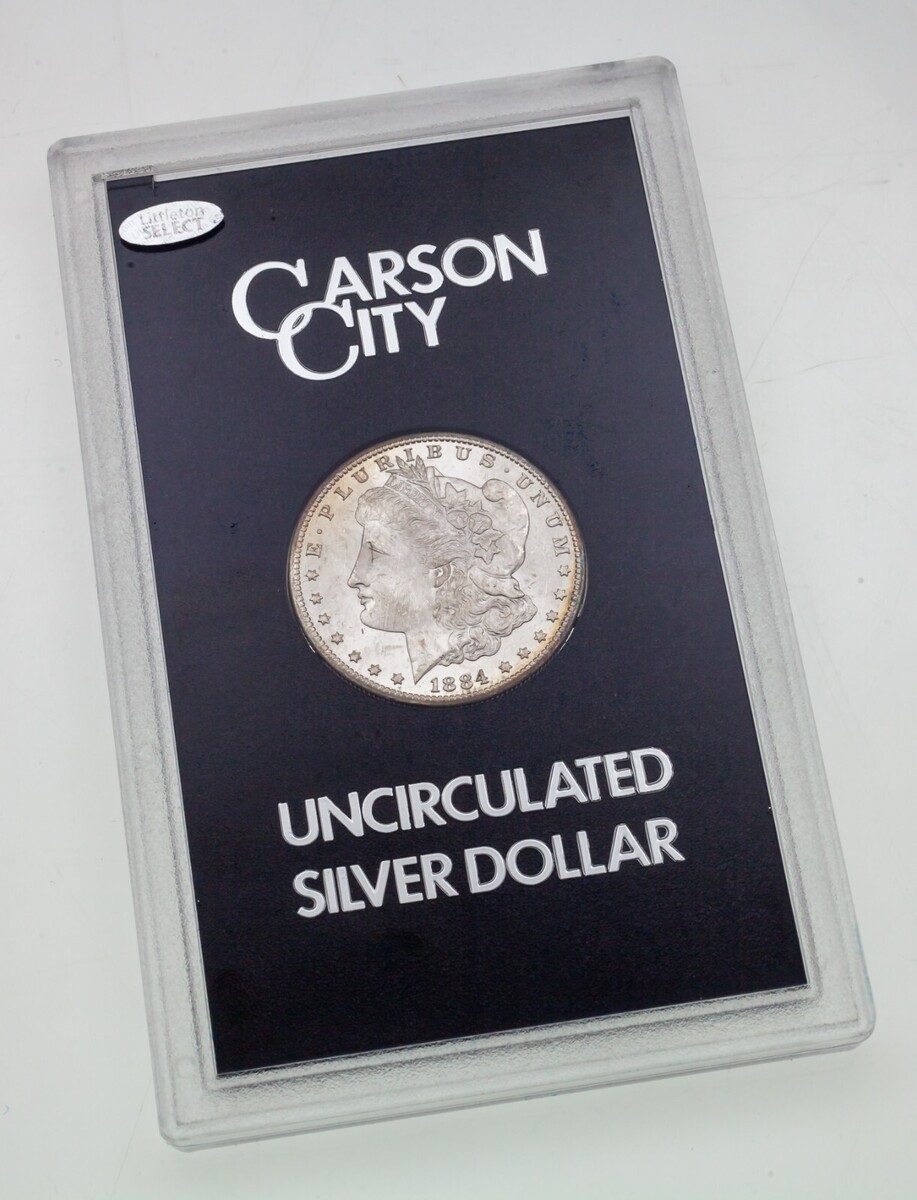 Littleton
SELECT
CARSON
CITY
E · PLURIBUS · UNUM
1884
UNCIRCULATED
SILVER DOLLAR